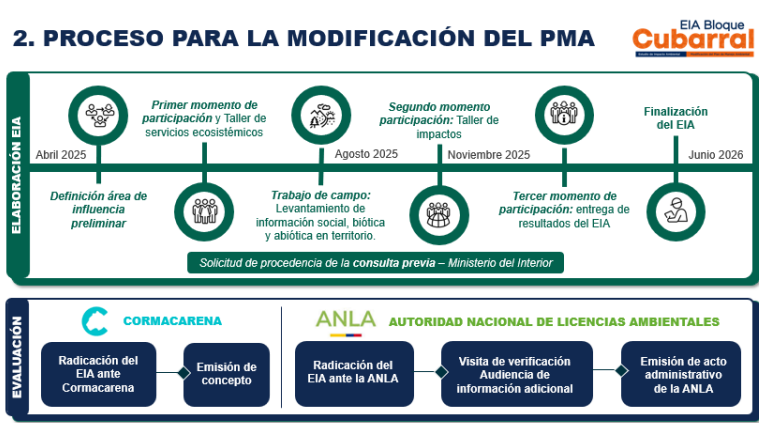 2. PROCESO PARA LA MODIFICACIÓN DEL PMA
EIA Bloque
Cubarral
ELABORACIÓN EIA
Abril 2025
Definición área de
influencia
preliminar
Primer momento de
participación y Taller de
servicios ecosistémicos
Agosto 2025
Trabajo de campo:
Levantamiento de
información social, biótica
y abiótica en territorio.
Segundo momento
participación: Taller de
impactos
Noviembre 2025
Tercer momento de
participación: entrega de
resultados del EIA
Finalización
del EIA
Junio 2026
Solicitud de procedencia de la consulta previa – Ministerio del Interior
EVALUACIÓN
CORMACARENA
Radicación del
EIA ante
Cormacarena
Emisión de
concepto
ANLA
AUTORIDAD NACIONAL DE LICENCIAS AMBIENTALES
Radicación del
EIA ante la ANLA
Visita de verificación
Audiencia de
información adicional
Emisión de acto
administrativo
de la ANLA